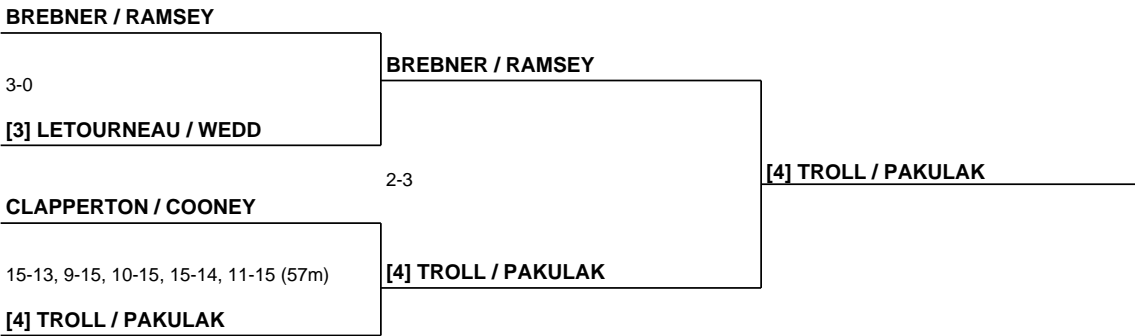 BREBNER / RAMSEY
3-0
[3] LETOURNEAU / WEDD
CLAPPERTON / COONEY
15-13, 9-15, 10-15, 15-14, 11-15 (57m)
[4] TROLL / PAKULAK
BREBNER / RAMSEY
2-3
[4] TROLL / PAKULAK
[4] TROLL / PAKULAK